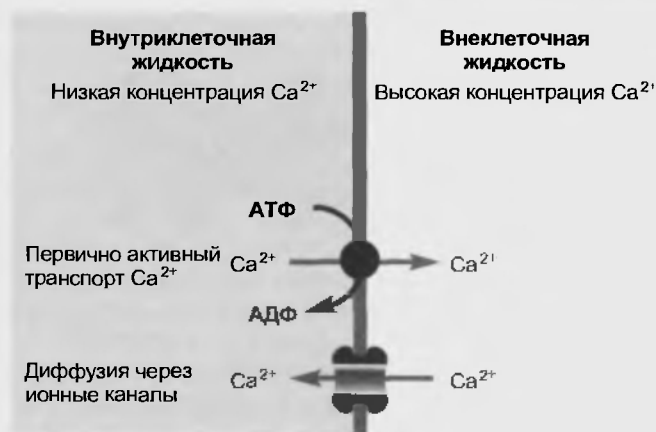 Внутриклеточная
жидкость
Низкая концентрация Ca²⁺
Внеклеточная
жидкость
Высокая концентрация Ca²⁺
АТФ
Первично активный
транспорт Ca²⁺
Ca²⁺
Ca²⁺
АДФ
Диффузия через
ионные каналы
Ca²⁺
Ca²⁺